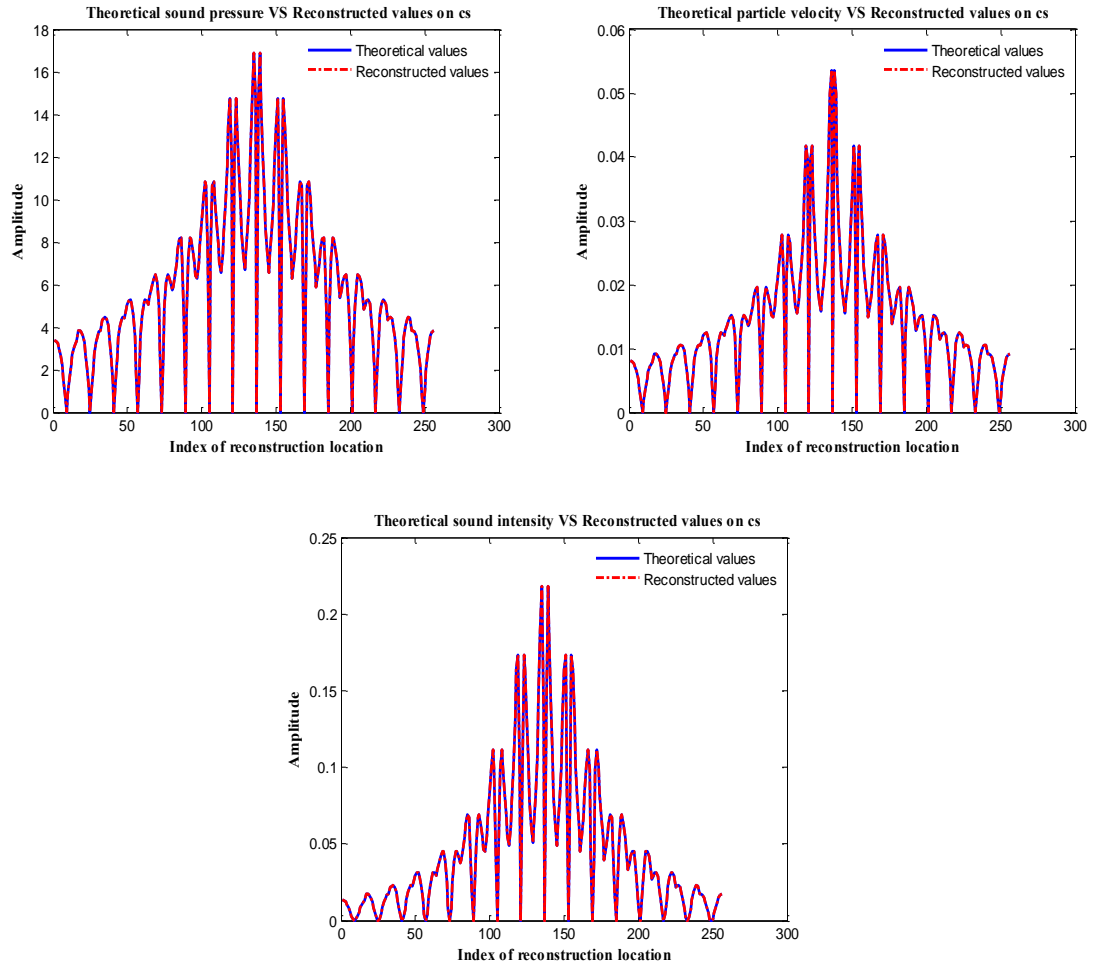 Theoretical sound pressure VS Reconstructed values on cs
18
16
14
12
10
8
6
4
2
0
Amplitude
Theoretical values
Reconstructed values
0 50 100 150 200 250 300
Index of reconstruction location
Theoretical particle velocity VS Reconstructed values on cs
0.06
0.05
0.04
0.03
0.02
0.01
0
Amplitude
Theoretical values
Reconstructed values
0 50 100 150 200 250 300
Index of reconstruction location
Theoretical sound intensity VS Reconstructed values on cs
0.25
0.2
0.15
0.1
0.05
0
Amplitude
Theoretical values
Reconstructed values
0 50 100 150 200 250 300
Index of reconstruction location